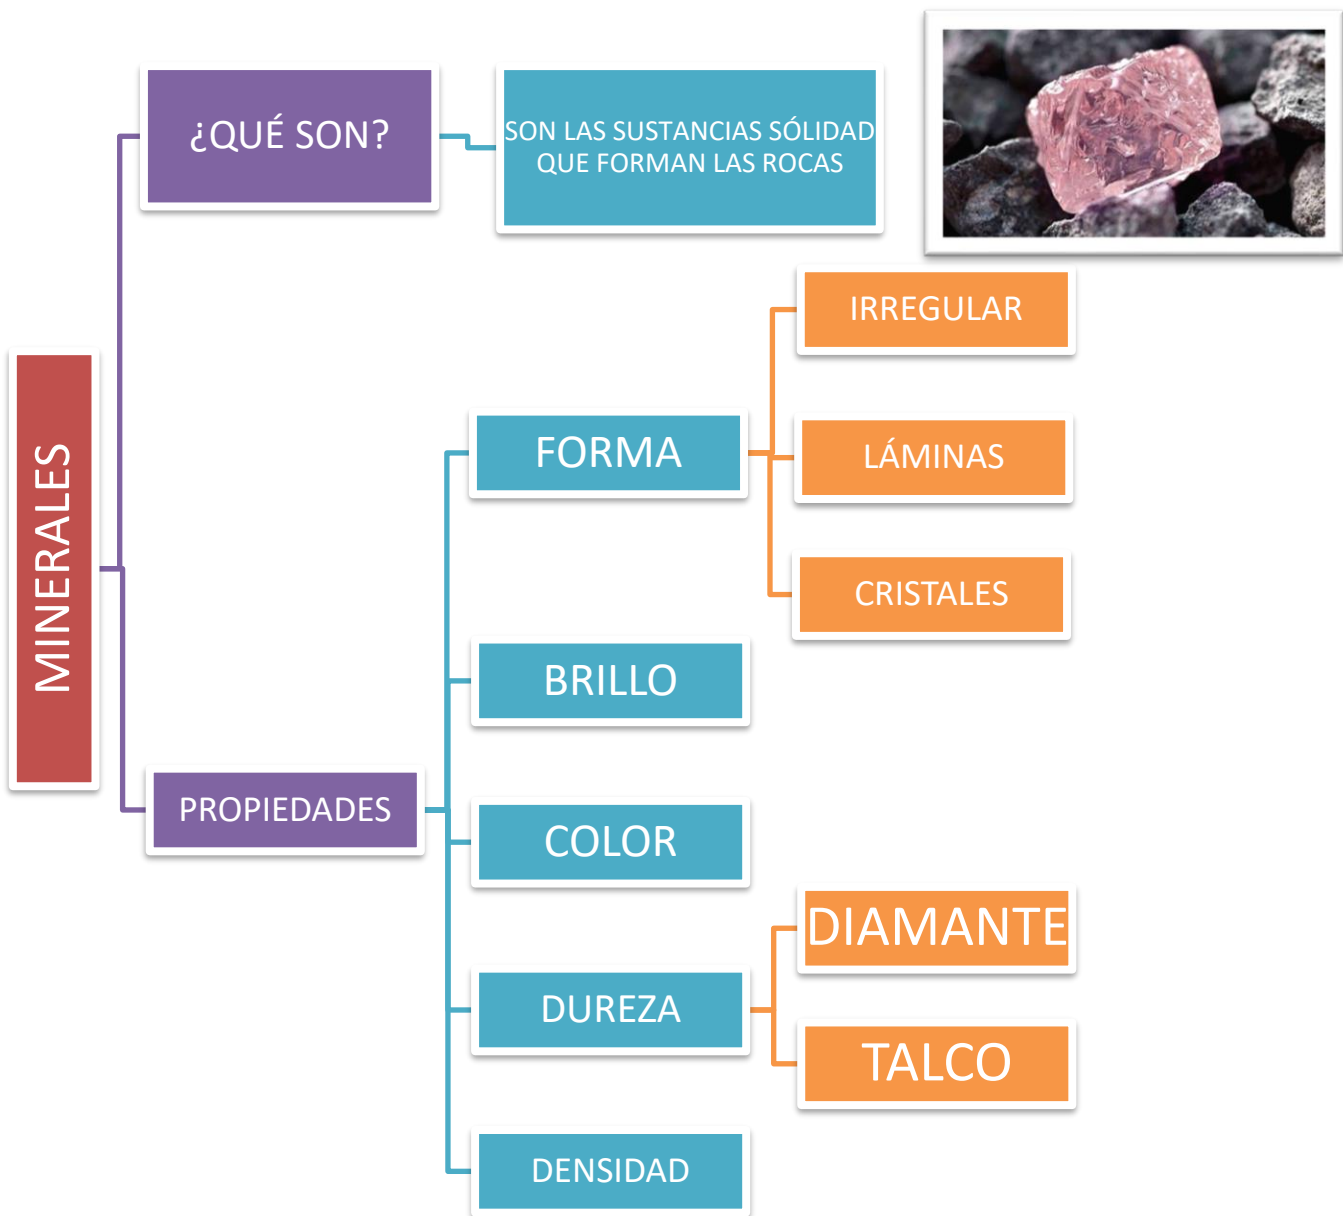 ¿QUÉ SON?
SON LAS SUSTANCIAS SÓLIDAD
QUE FORMAN LAS ROCAS
MINERALES
PROPIEDADES
FORMA
IRREGULAR
LÁMINAS
CRISTALES
BRILLO
COLOR
DUREZA
DIAMANTE
TALCO
DENSIDAD